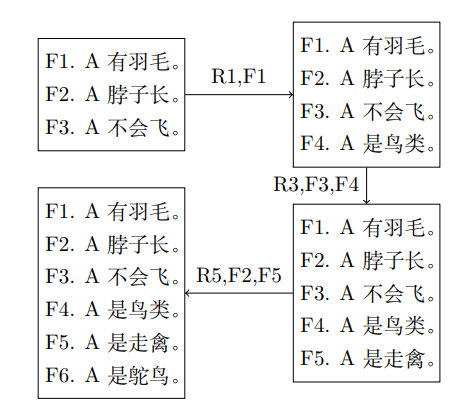 F1. A 有羽毛。
F2. A 脖子长。
F3. A 不会飞。
R1,F1
F1. A 有羽毛。
F2. A 脖子长。
F3. A 不会飞。
F4. A 是鸟类。
R3,F3,F4
F1. A 有羽毛。
F2. A 脖子长。
F3. A 不会飞。
F4. A 是鸟类。
F5. A 是走禽。
R5,F2,F5
F1. A 有羽毛。
F2. A 脖子长。
F3. A 不会飞。
F4. A 是鸟类。
F5. A 是走禽。
F6. A 是鸵鸟。